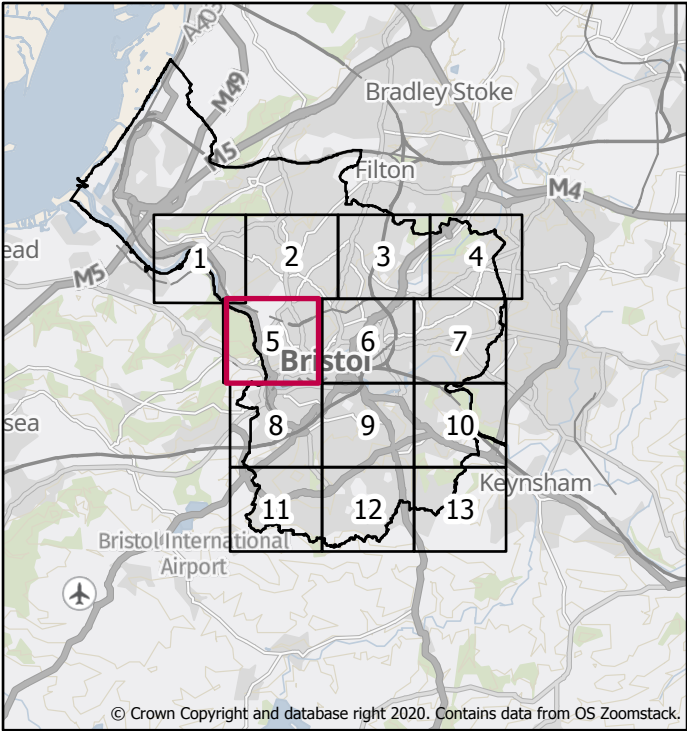 A403
M49
Bradley Stoke
M5
Filton
M4
ead
M5
1
2
3
4
5
6
7
Bristol
sea
8
9
10
Keynsham
11
12
13
Bristol International
Airport
© Crown Copyright and database right 2020. Contains data from OS Zoomstack.